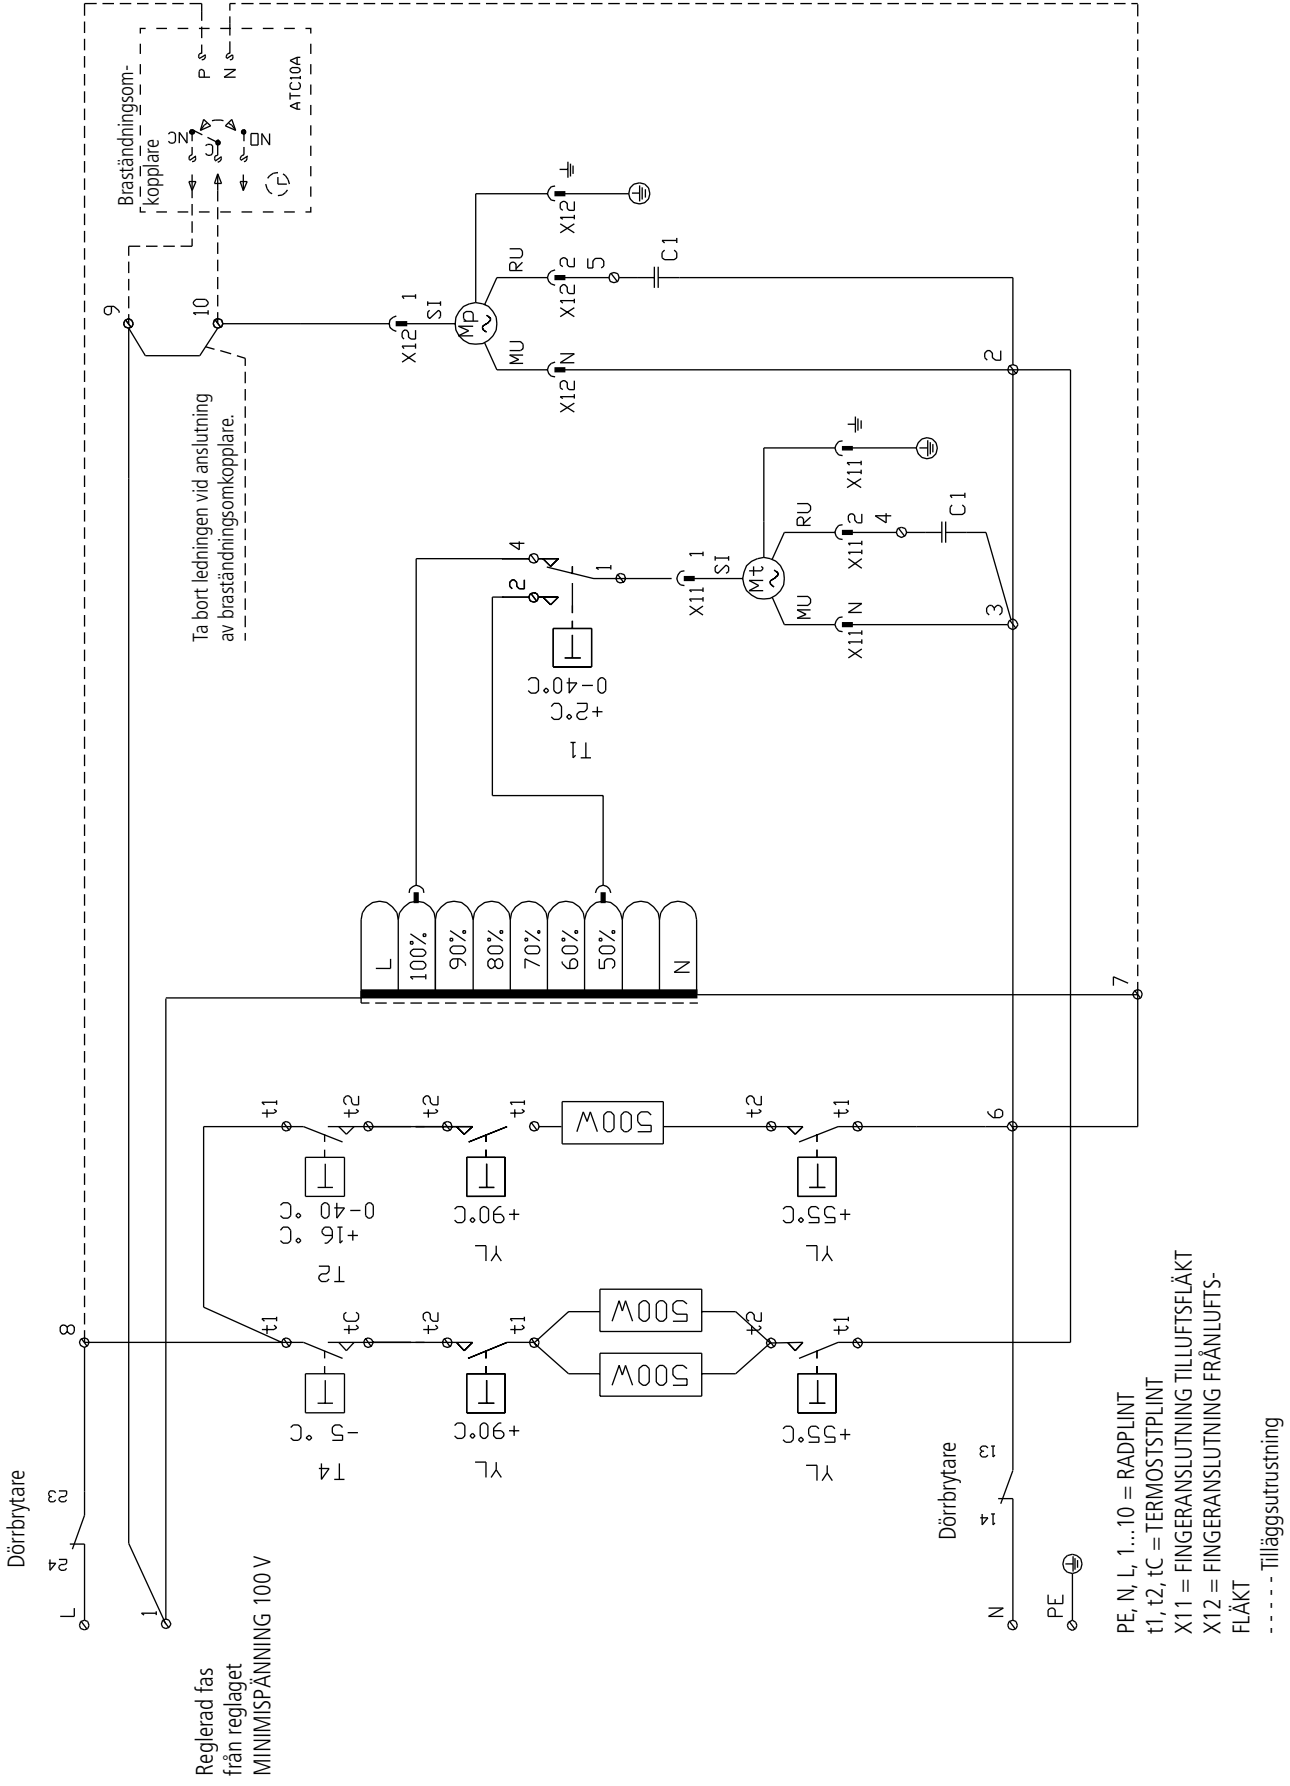 Braständningsom-
kopplare
P
N
NC
C
NO
ATC10A
9
10
Ta bort ledningen vid anslutning
av braständningsomkopplare.
X12
1
SI
Mp
MU
RU
X12 N
X12 2
5
C1
X12
2
4
2
1
0-40°C
+2°C
T1
X11
1
SI
Mt
MU
RU
X11 N
X11 2
4
C1
X11
3
L
100%
90%
80%
70%
60%
50%
N
7
t1
t2
t2
t1
500W
t2
t1
6
0-40 °C
+16 °C
T2
+90°C
YL
+55°C
YL
8
t1
tC
t2
t1
500W
500W
t2
t1
-5 °C
T4
+90°C
YL
+55°C
YL
Dörrbrytare
23
24
L
1
Reglerad fas
från reglaget
MINIMISPÄNNING 100 V
Dörrbrytare
13
14
N
PE
PE, N, L, 1...10 = RADPLINT
t1, t2, tC = TERMOSTSTPLINT
X11 = FINGERANSLUTNING TILLUFTSFLÄKT
X12 = FINGERANSLUTNING FRÅNLUFTS-
FLÄKT
- - - - - Tilläggsutrustning